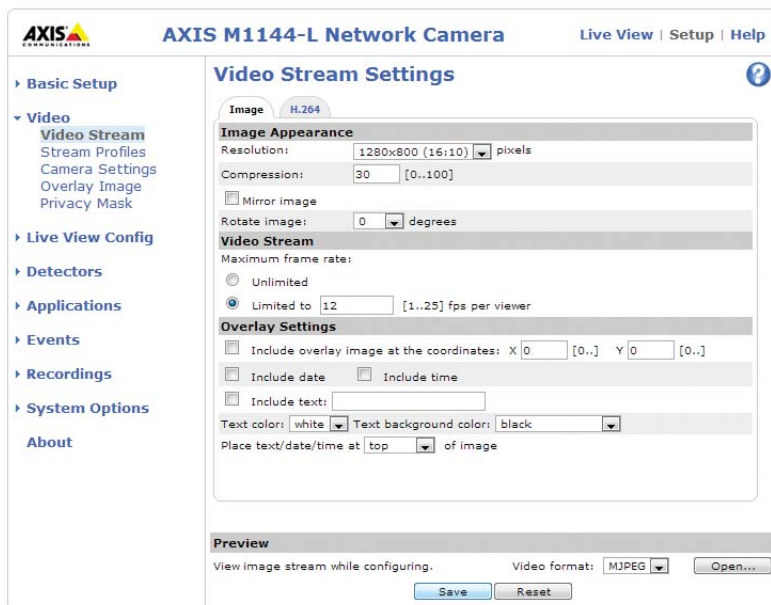 AXIS
COMMUNICATIONS
AXIS M1144-L Network Camera
Live View | Setup | Help
Basic Setup
Video
Video Stream
Stream Profiles
Camera Settings
Overlay Image
Privacy Mask
Live View Config
Detectors
Applications
Events
Recordings
System Options
About
Video Stream Settings
?
Image
H.264
Image Appearance
Resolution: 1280x800 (16:10) pixels
Compression: 30 [0..100]
Mirror image
Rotate image: 0 degrees
Video Stream
Maximum frame rate:
Unlimited
Limited to 12 [1..25] fps per viewer
Overlay Settings
Include overlay image at the coordinates: X 0 [0..] Y 0 [0..]
Include date Include time
Include text:
Text color: white Text background color: black
Place text/date/time at top of image
Preview
View image stream while configuring. Video format: MJPEG Open...
Save Reset